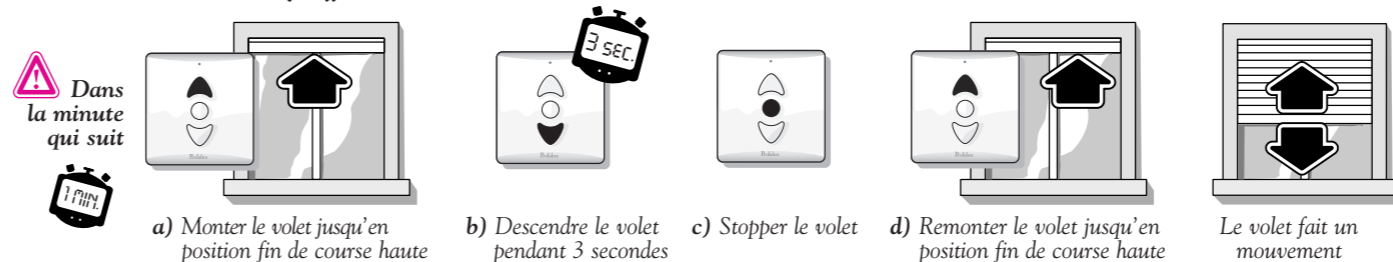 Dans
la minute
qui suit
1 MIN.
3 SEC.
Bubbles
a) Monter le volet jusqu'en
position fin de course haute
b) Descendre le volet
pendant 3 secondes
c) Stopper le volet
d) Remonter le volet jusqu'en
position fin de course haute
Le volet fait un
mouvement